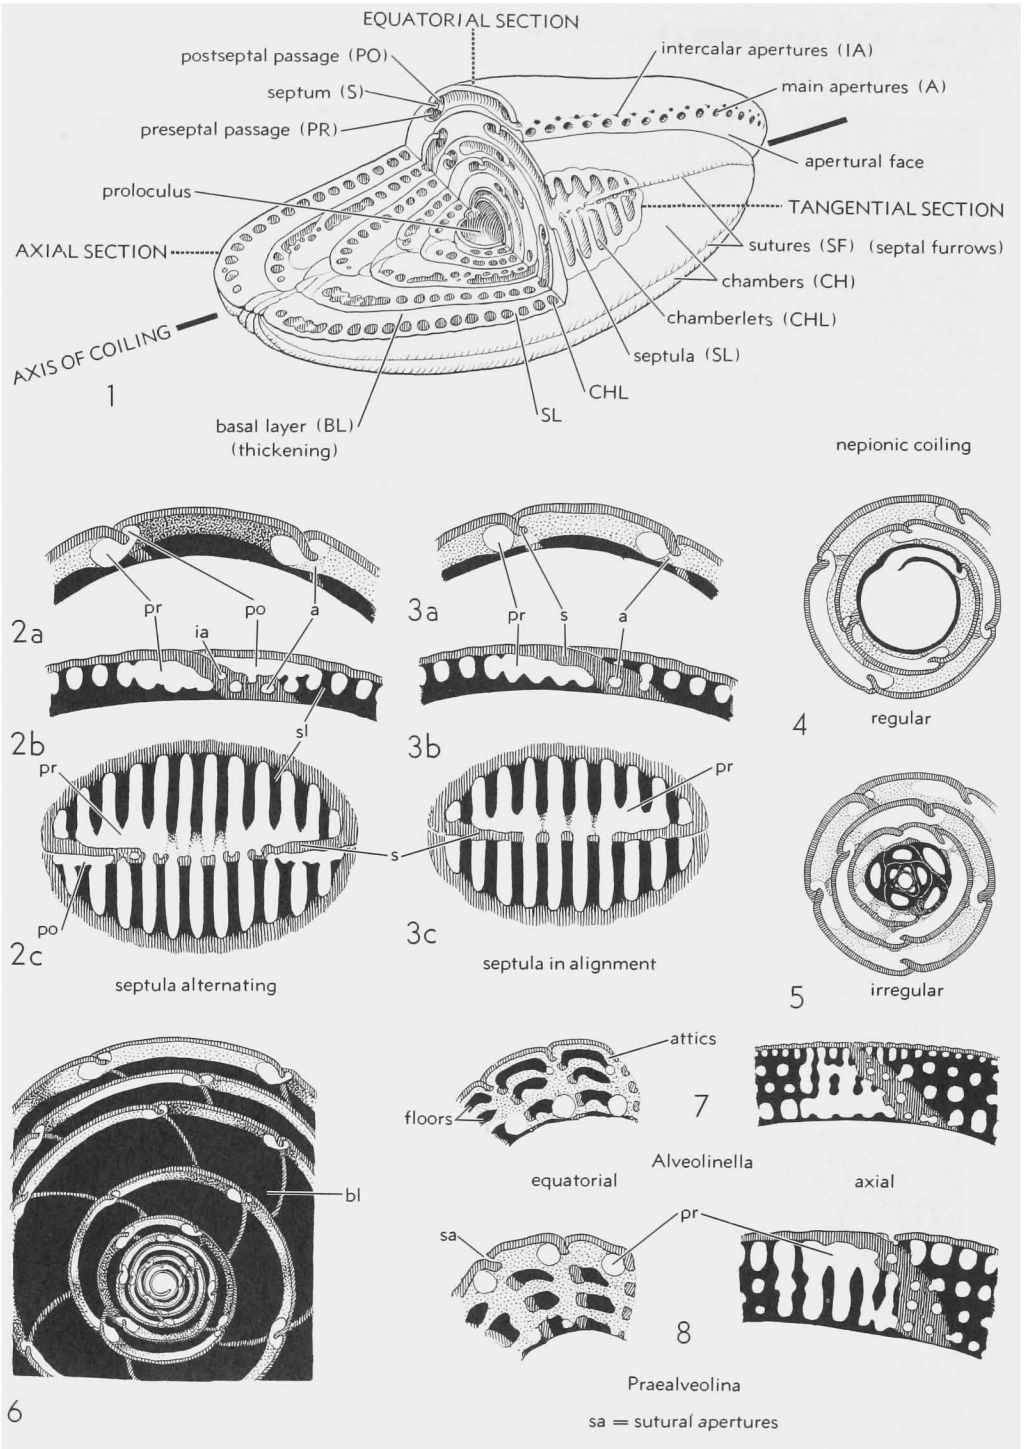 EQUATORIAL SECTION
postseptal passage (PO)
intercalar apertures (IA)
septum (S)
main apertures (A)
preseptal passage (PR)
apertural face
proloculus
TANGENTIAL SECTION
AXIAL SECTION
sutures (SF) (septal furrows)
chambers (CH)
chamberlets (CHL)
septula (SL)
AXIS OF COILING
1
CHL
SL
basal layer (BL)
(thickening)
nepionic coiling
pr
po
a
2a
ia
2b
sl
pr
s
a
3a
3b
4
regular
pr
po
2c
septula alternating
s
pr
3c
septula in alignment
5
irregular
bl
6
attics
floors
7
Alveolinella
equatorial
axial
sa
pr
8
Praealveolina
sa = sutural apertures